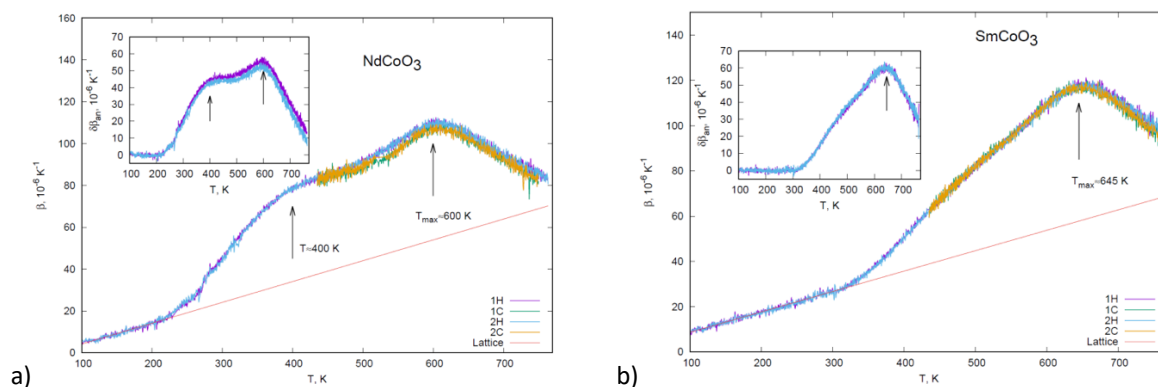 NdCoO3
β, 10-6 K-1
160
140
120
100
80
60
40
20
0
100 200 300 400 500 600 700
T, K
δβan, 10-6 K-1
70
60
50
40
30
20
10
0
100 200 300 400 500 600 700
T, K
T≈400 K
Tmax≈600 K
1H
1C
2H
2C
Lattice
a)
SmCoO3
β, 10-6 K-1
160
140
120
100
80
60
40
20
0
100 200 300 400 500 600 700
T, K
δβan, 10-6 K-1
70
60
50
40
30
20
10
0
100 200 300 400 500 600 700
T, K
Tmax≈645 K
1H
1C
2H
2C
Lattice
b)